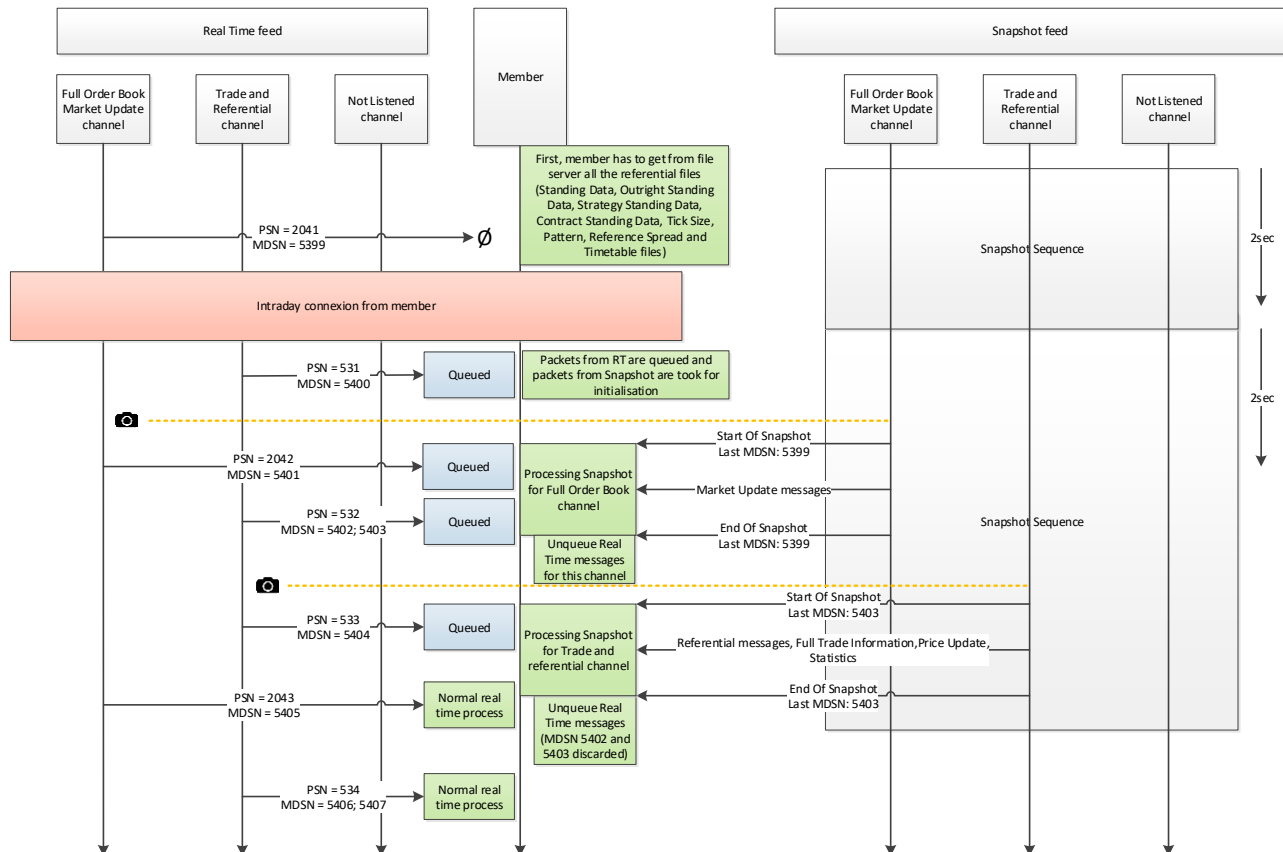 Real Time feed
Member
Snapshot feed
Full Order Book
Market Update
channel
Trade and
Referential
channel
Not Listened
channel
Full Order Book
Market Update
channel
Trade and
Referential
channel
Not Listened
channel
First, member has to get from file
server all the referential files
(Standing Data, Outright Standing
Data, Strategy Standing Data,
Contract Standing Data, Tick Size,
Pattern, Reference Spread and
Timetable files)
PSN = 2041
MDSN = 5399
Ø
Snapshot Sequence
2sec
Intraday connexion from member
PSN = 531
MDSN = 5400
Queued
Packets from RT are queued and
packets from Snapshot are took for
initialisation
2sec
Start Of Snapshot
Last MDSN: 5399
PSN = 2042
MDSN = 5401
Queued
Processing Snapshot
for Full Order Book
channel
Market Update messages
PSN = 532
MDSN = 5402; 5403
Queued
End Of Snapshot
Last MDSN: 5399
Snapshot Sequence
Unqueue Real
Time messages
for this channel
Start Of Snapshot
Last MDSN: 5403
PSN = 533
MDSN = 5404
Queued
Processing Snapshot
for Trade and
referential channel
Referential messages, Full Trade Information,Price Update,
Statistics
PSN = 2043
MDSN = 5405
Normal real
time process
End Of Snapshot
Last MDSN: 5403
Unqueue Real
Time messages
(MDSN 5402 and
5403 discarded)
PSN = 534
MDSN = 5406; 5407
Normal real
time process